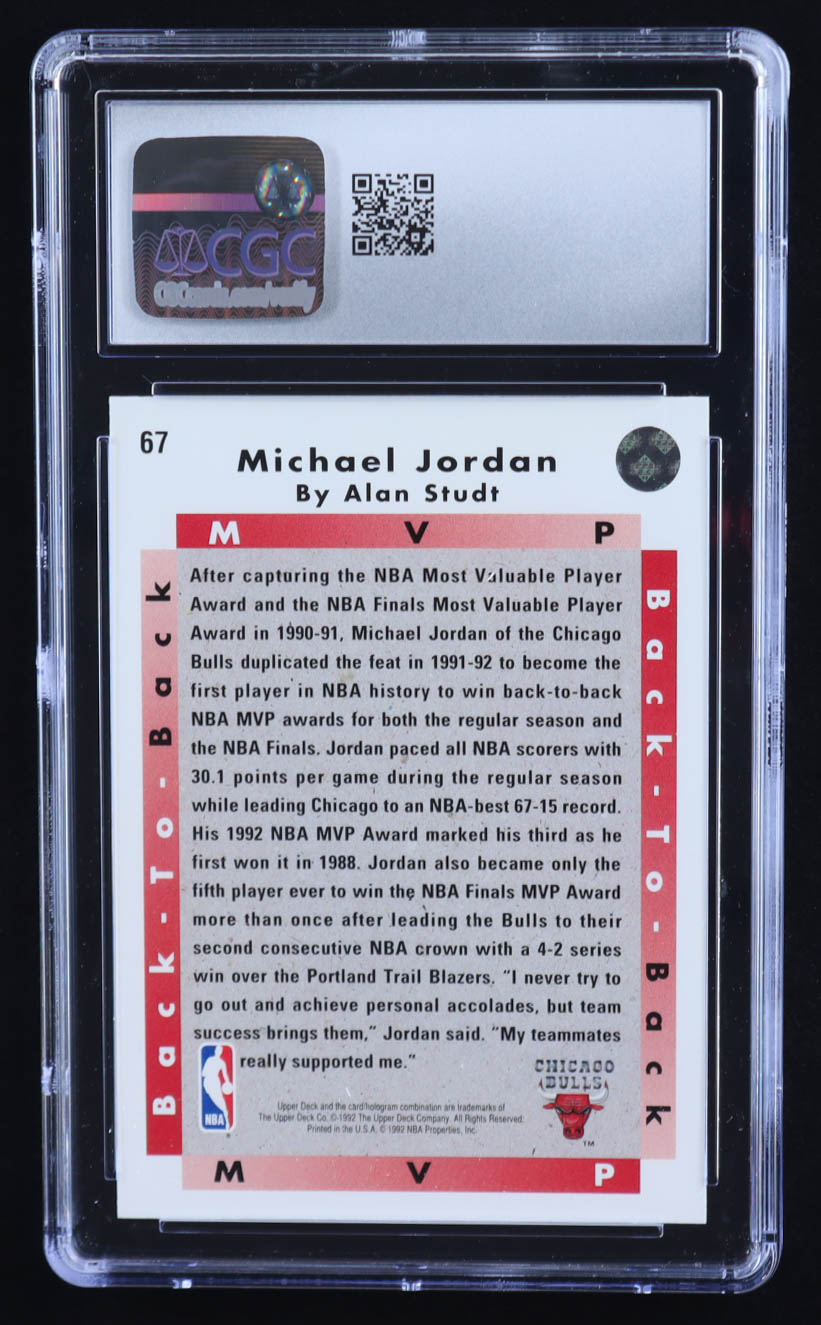 CGC
67
Michael Jordan
By Alan Studt
M V P
Back-To-Back
Back-To-Back
After capturing the NBA Most Valuable Player
Award and the NBA Finals Most Valuable Player
Award in 1990-91, Michael Jordan of the Chicago
Bulls duplicated the feat in 1991-92 to become the
first player in NBA history to win back-to-back
NBA MVP awards for both the regular season and
the NBA Finals. Jordan paced all NBA scorers with
30.1 points per game during the regular season
while leading Chicago to an NBA-best 67-15 record.
His 1992 NBA MVP Award marked his third as he
first won it in 1988. Jordan also became only the
fifth player ever to win the NBA Finals MVP Award
more than once after leading the Bulls to their
second consecutive NBA crown with a 4-2 series
win over the Portland Trail Blazers. "I never try to
go out and achieve personal accolades, but team
success brings them," Jordan said. "My teammates
really supported me."
NBA
CHICAGO
BULLS
TM
Upper Deck and the card/hologram combination are trademarks of
The Upper Deck Co. © 1992 The Upper Deck Company. All Rights Reserved.
Printed in the U.S.A. © 1992 NBA Properties, Inc.
M V P